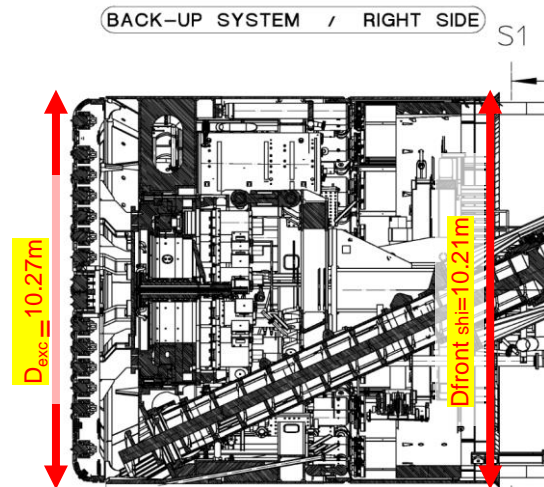 BACK-UP SYSTEM / RIGHT SIDE
S1
Dexc = 10.27m
Dfront shi=10.21m